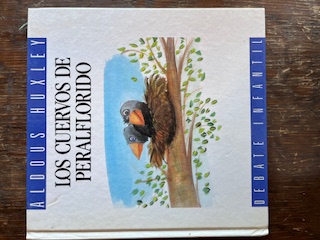 ALDOUS HUXLEY
LOS CUERVOS DE
PERALFLORIDO
DEBATE INFANTIL